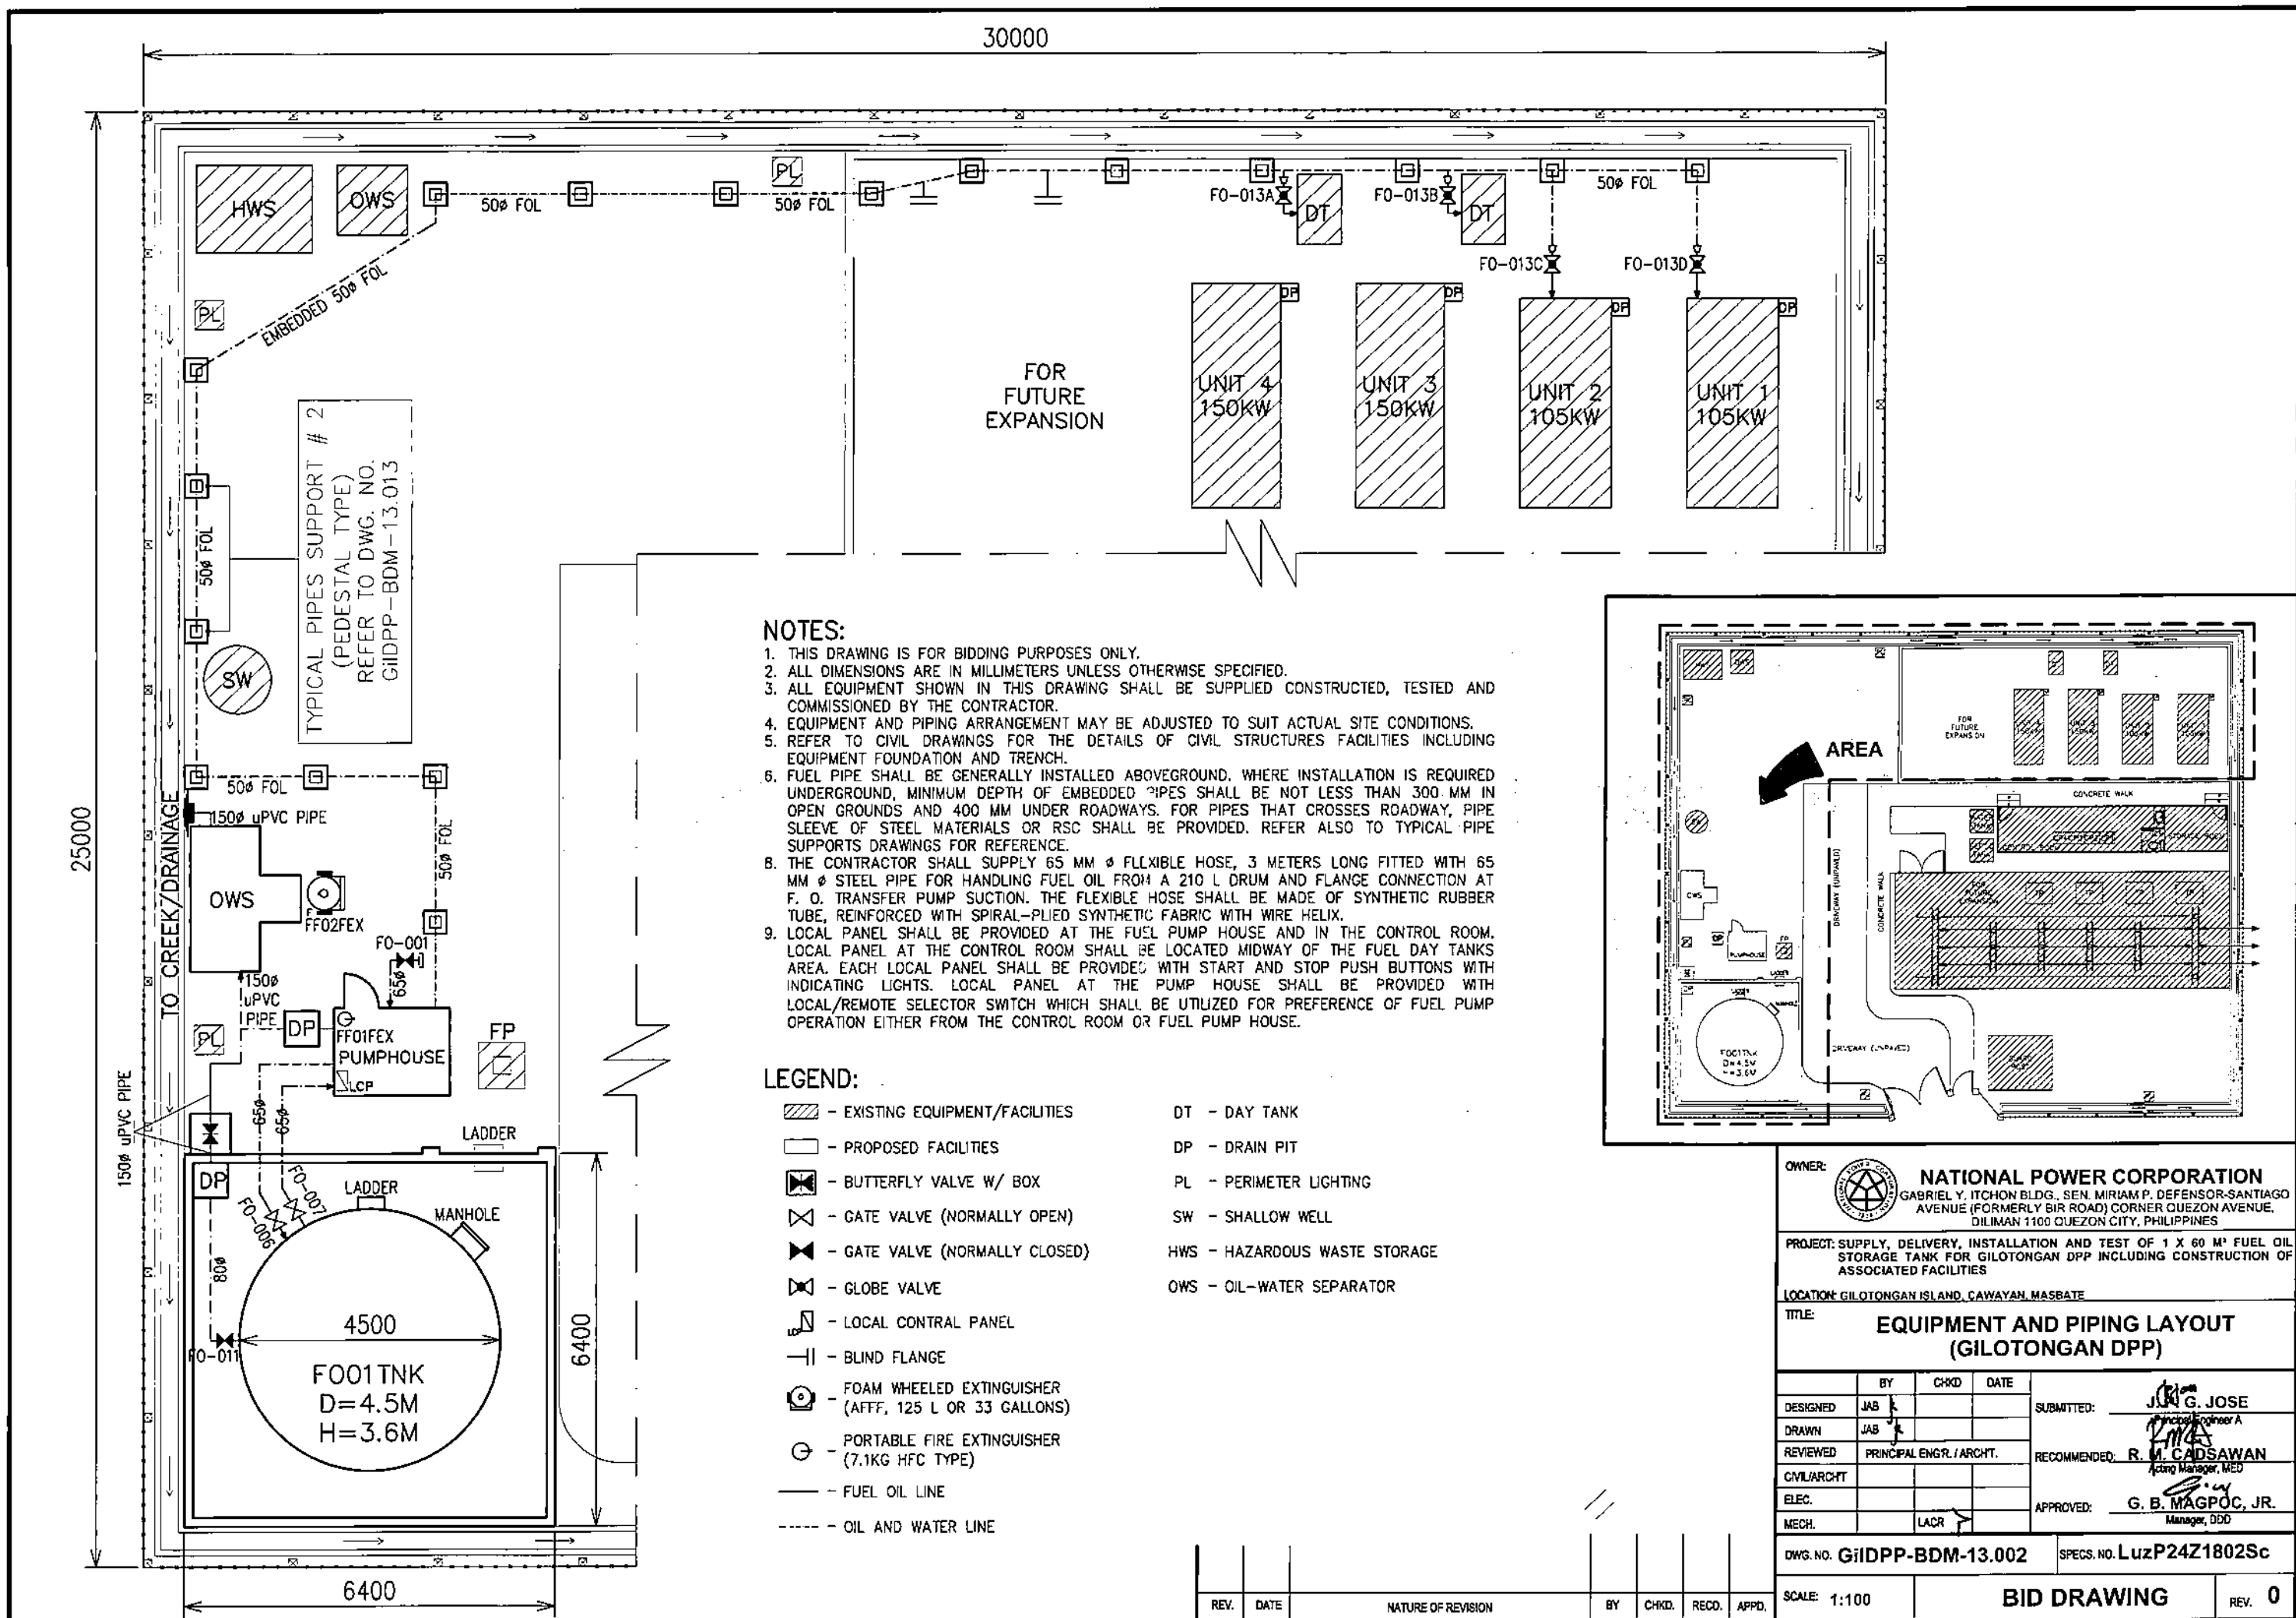 30000
HWS
OWS
PL
50ø FOL
50ø FOL
FO-013A
DT
FO-013B
DT
50ø FOL
FO-013C
FO-013D
EMBEDDED 50ø FOL
PL
DP
DP
DP
DP
FOR
FUTURE
EXPANSION
UNIT 4
150KW
UNIT 3
150KW
UNIT 2
105KW
UNIT 1
105KW
TYPICAL PIPES SUPPORT # 2
(PEDESTAL TYPE)
REFER TO DWG. NO.
GilDPP-BDM-13.013
50ø FOL
SW
25000
TO CREEK/DRAINAGE
50ø FOL
150ø uPVC PIPE
50ø FOL
OWS
F
FF02FEX
FO-001
65ø
150ø
uPVC
PIPE
DP
PL
FF01FEX
PUMPHOUSE
LCP
FP
65ø
65ø
150ø uPVC PIPE
LADDER
DP
FO-007
FO-006
LADDER
MANHOLE
80ø
FO-011
4500
FO01TNK
D=4.5M
H=3.6M
6400
6400
NOTES:
1. THIS DRAWING IS FOR BIDDING PURPOSES ONLY.
2. ALL DIMENSIONS ARE IN MILLIMETERS UNLESS OTHERWISE SPECIFIED.
3. ALL EQUIPMENT SHOWN IN THIS DRAWING SHALL BE SUPPLIED CONSTRUCTED, TESTED AND
COMMISSIONED BY THE CONTRACTOR.
4. EQUIPMENT AND PIPING ARRANGEMENT MAY BE ADJUSTED TO SUIT ACTUAL SITE CONDITIONS.
5. REFER TO CIVIL DRAWINGS FOR THE DETAILS OF CIVIL STRUCTURES FACILITIES INCLUDING
EQUIPMENT FOUNDATION AND TRENCH.
6. FUEL PIPE SHALL BE GENERALLY INSTALLED ABOVEGROUND. WHERE INSTALLATION IS REQUIRED
UNDERGROUND, MINIMUM DEPTH OF EMBEDDED PIPES SHALL BE NOT LESS THAN 300 MM IN
OPEN GROUNDS AND 400 MM UNDER ROADWAYS. FOR PIPES THAT CROSSES ROADWAY, PIPE
SLEEVE OF STEEL MATERIALS OR RSC SHALL BE PROVIDED. REFER ALSO TO TYPICAL PIPE
SUPPORTS DRAWINGS FOR REFERENCE.
8. THE CONTRACTOR SHALL SUPPLY 65 MM ø FLEXIBLE HOSE, 3 METERS LONG FITTED WITH 65
MM ø STEEL PIPE FOR HANDLING FUEL OIL FROM A 210 L DRUM AND FLANGE CONNECTION AT
F. O. TRANSFER PUMP SUCTION. THE FLEXIBLE HOSE SHALL BE MADE OF SYNTHETIC RUBBER
TUBE, REINFORCED WITH SPIRAL-PLIED SYNTHETIC FABRIC WITH WIRE HELIX.
9. LOCAL PANEL SHALL BE PROVIDED AT THE FUEL PUMP HOUSE AND IN THE CONTROL ROOM.
LOCAL PANEL AT THE CONTROL ROOM SHALL BE LOCATED MIDWAY OF THE FUEL DAY TANKS
AREA. EACH LOCAL PANEL SHALL BE PROVIDED WITH START AND STOP PUSH BUTTONS WITH
INDICATING LIGHTS. LOCAL PANEL AT THE PUMP HOUSE SHALL BE PROVIDED WITH
LOCAL/REMOTE SELECTOR SWITCH WHICH SHALL BE UTILIZED FOR PREFERENCE OF FUEL PUMP
OPERATION EITHER FROM THE CONTROL ROOM OR FUEL PUMP HOUSE.
LEGEND:
- EXISTING EQUIPMENT/FACILITIES
- PROPOSED FACILITIES
- BUTTERFLY VALVE W/ BOX
- GATE VALVE (NORMALLY OPEN)
- GATE VALVE (NORMALLY CLOSED)
- GLOBE VALVE
LCP - LOCAL CONTRAL PANEL
- BLIND FLANGE
- FOAM WHEELED EXTINGUISHER
(AFFF, 125 L OR 33 GALLONS)
- PORTABLE FIRE EXTINGUISHER
(7.1KG HFC TYPE)
- FUEL OIL LINE
- OIL AND WATER LINE
DT - DAY TANK
DP - DRAIN PIT
PL - PERIMETER LIGHTING
SW - SHALLOW WELL
HWS - HAZARDOUS WASTE STORAGE
OWS - OIL-WATER SEPARATOR
AREA
FOR
FUTURE
EXPANSION
CONCRETE WALK
DRIVEWAY (UNPAVED)
CONCRETE WALK
OWS
PUMPHOUSE
FO01TNK
D=4.5M
H=3.6M
DRIVEWAY (UNPAVED)
OWNER:
NATIONAL POWER CORPORATION
GABRIEL Y. ITCHON BLDG., SEN. MIRIAM P. DEFENSOR-SANTIAGO
AVENUE (FORMERLY BIR ROAD) CORNER QUEZON AVENUE,
DILIMAN 1100 QUEZON CITY, PHILIPPINES
PROJECT: SUPPLY, DELIVERY, INSTALLATION AND TEST OF 1 X 60 M³ FUEL OIL
STORAGE TANK FOR GILOTONGAN DPP INCLUDING CONSTRUCTION OF
ASSOCIATED FACILITIES
LOCATION: GILOTONGAN ISLAND, CAWAYAN, MASBATE
TITLE:
EQUIPMENT AND PIPING LAYOUT
(GILOTONGAN DPP)
BY CHKD DATE
DESIGNED JAB
DRAWN JAB
REVIEWED PRINCIPAL ENGR. / ARCHT.
CIVIL/ARCHT
ELEC.
MECH. LACR
SUBMITTED: G. JOSE
Principal Engineer A
RECOMMENDED: R. M. CADSAWAN
Acting Manager, MED
APPROVED: G. B. MAGPOC, JR.
Manager, DDD
DWG. NO. GilDPP-BDM-13.002
SPECS. NO. LuzP24Z1802Sc
SCALE: 1:100
BID DRAWING
REV. 0
REV. DATE NATURE OF REVISION BY CHKD. RECD. APPD.